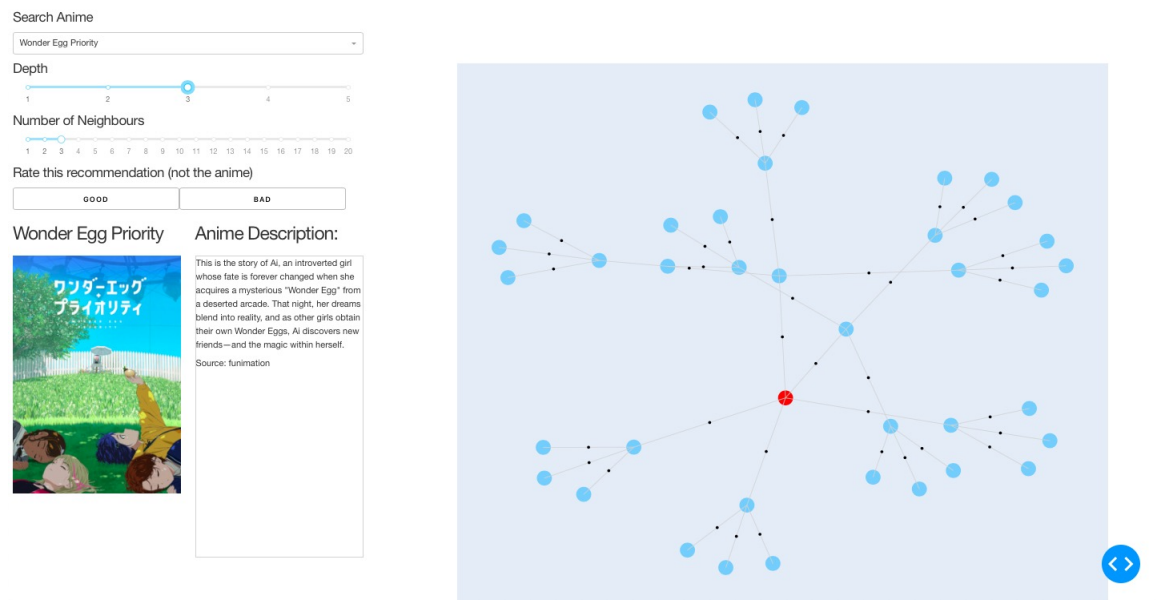 Search Anime
Wonder Egg Priority
Depth
1 2 3 4 5
Number of Neighbours
1 2 3 4 5 6 7 8 9 10 11 12 13 14 15 16 17 18 19 20
Rate this recommendation (not the anime)
GOOD BAD
Wonder Egg Priority
ワンダーエッグ
プライオリティ
Anime Description:
This is the story of Ai, an introverted girl
whose fate is forever changed when she
acquires a mysterious "Wonder Egg" from
a deserted arcade. That night, her dreams
blend into reality, and as other girls obtain
their own Wonder Eggs, Ai discovers new
friends—and the magic within herself.
Source: funimation